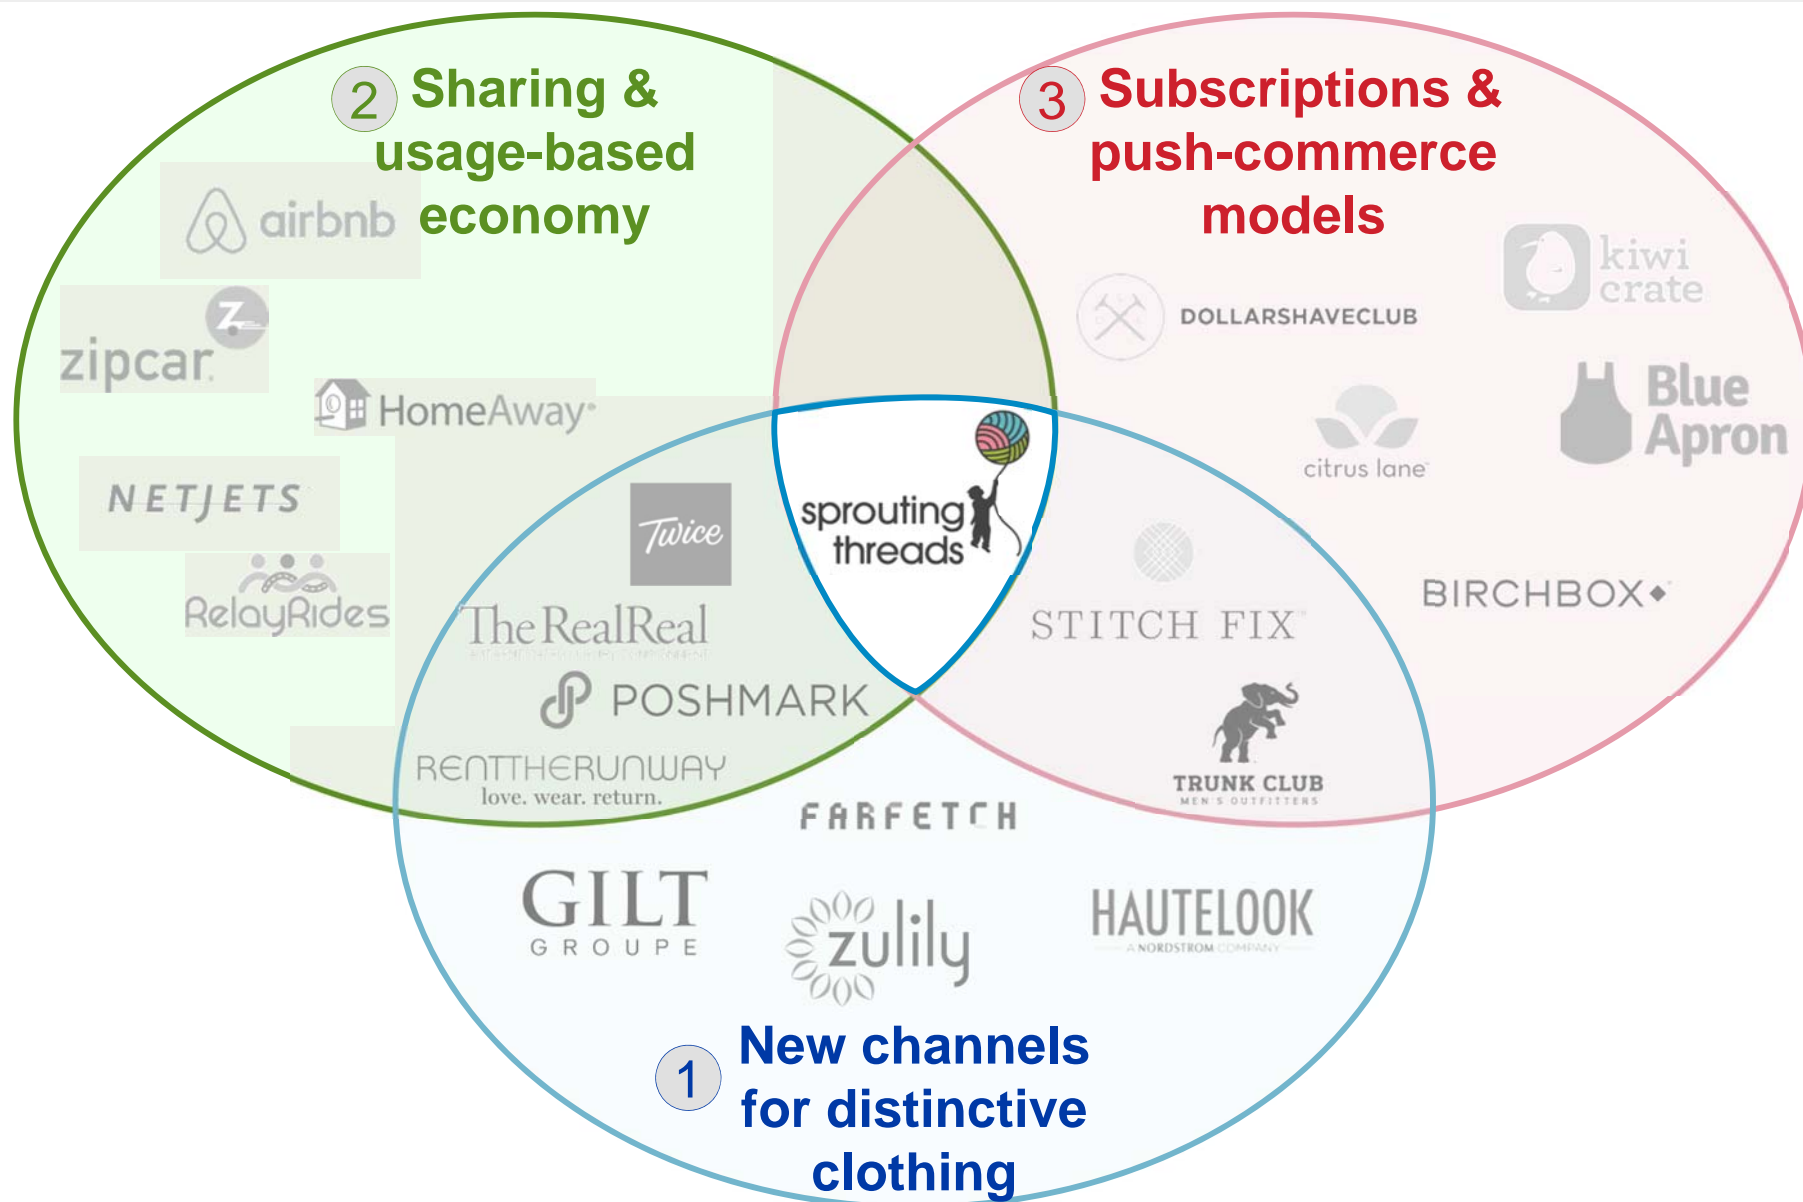 2
Sharing &
usage-based
economy
3
Subscriptions &
push-commerce
models
airbnb
zipcar
HomeAway
NETJETS
RelayRides
DOLLARSHAVECLUB
kiwi
crate
Blue
Apron
citrus lane
BIRCHBOX
sprouting
threads
Twice
The RealReal
POSHMARK
RENTTHERUNWAY
love. wear. return.
STITCH FIX
TRUNK CLUB
MEN'S OUTFITTERS
FARFETCH
GILT
GROUPE
zulily
HAUTELOOK
A NORDSTROM COMPANY
1
New channels
for distinctive
clothing